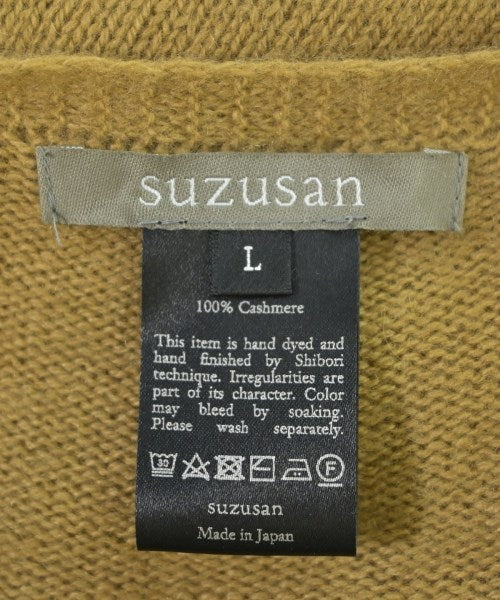 suzusan
L
100% Cashmere
This item is hand dyed and
hand finished by Shibori
technique. Irregularities are
part of its character. Color
may bleed by soaking.
Please wash separately.
30
F
suzusan
Made in Japan